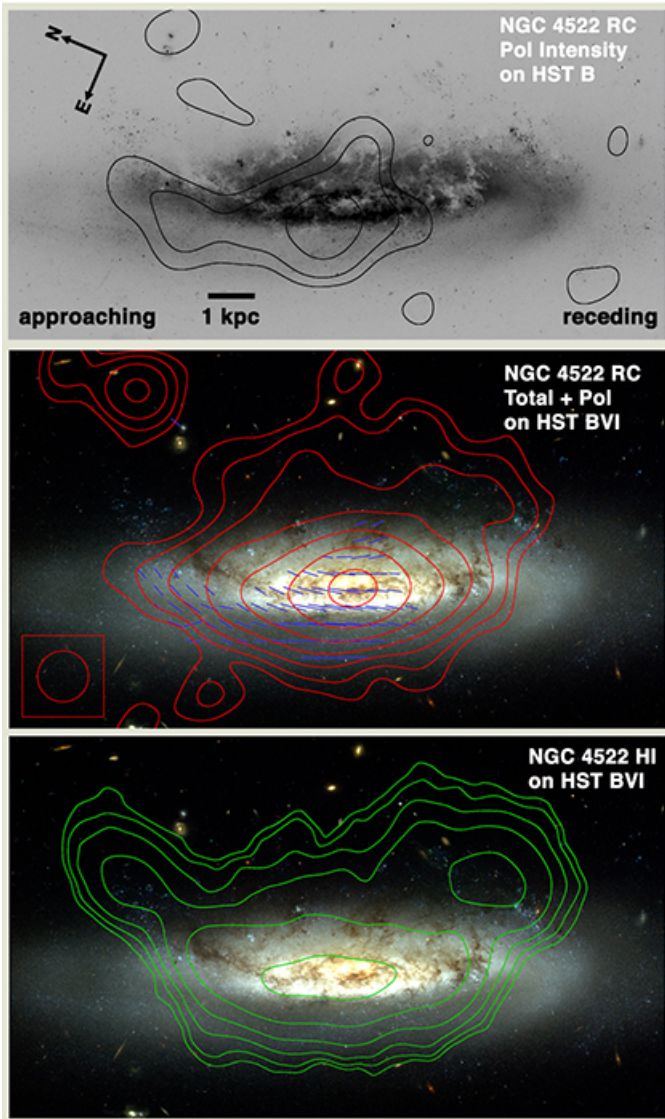 NGC 4522 RC
Pol Intensity
on HST B
N
E
approaching
1 kpc
receding
NGC 4522 RC
Total + Pol
on HST BVI
NGC 4522 HI
on HST BVI